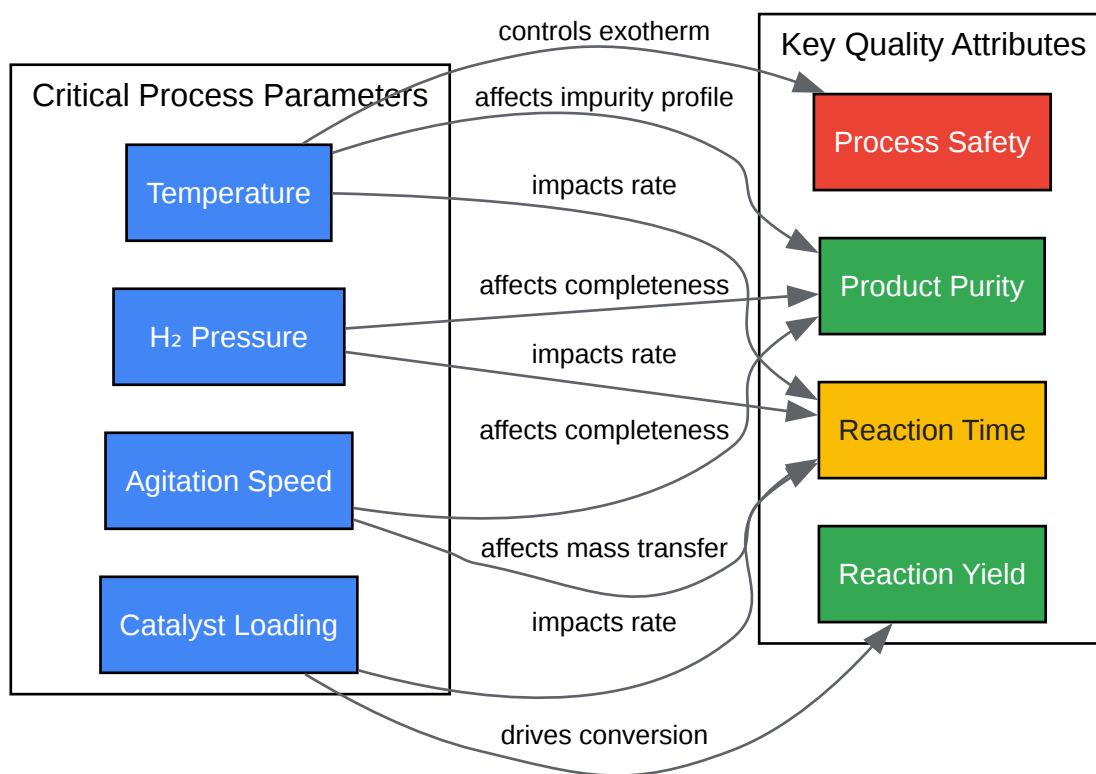 Critical Process Parameters
Temperature
H₂ Pressure
Agitation Speed
Catalyst Loading
controls exotherm
affects impurity profile
impacts rate
affects completeness
impacts rate
affects completeness
affects mass transfer
impacts rate
drives conversion
Key Quality Attributes
Process Safety
Product Purity
Reaction Time
Reaction Yield